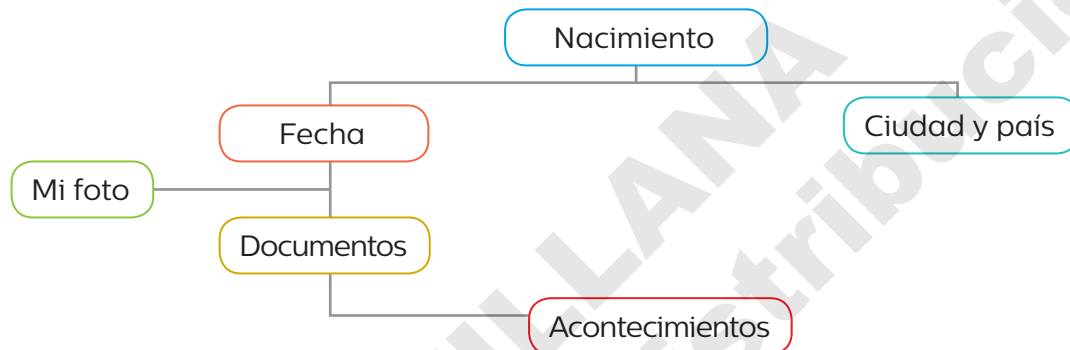 Nacimiento
Fecha
Ciudad y país
Mi foto
Documentos
Acontecimientos